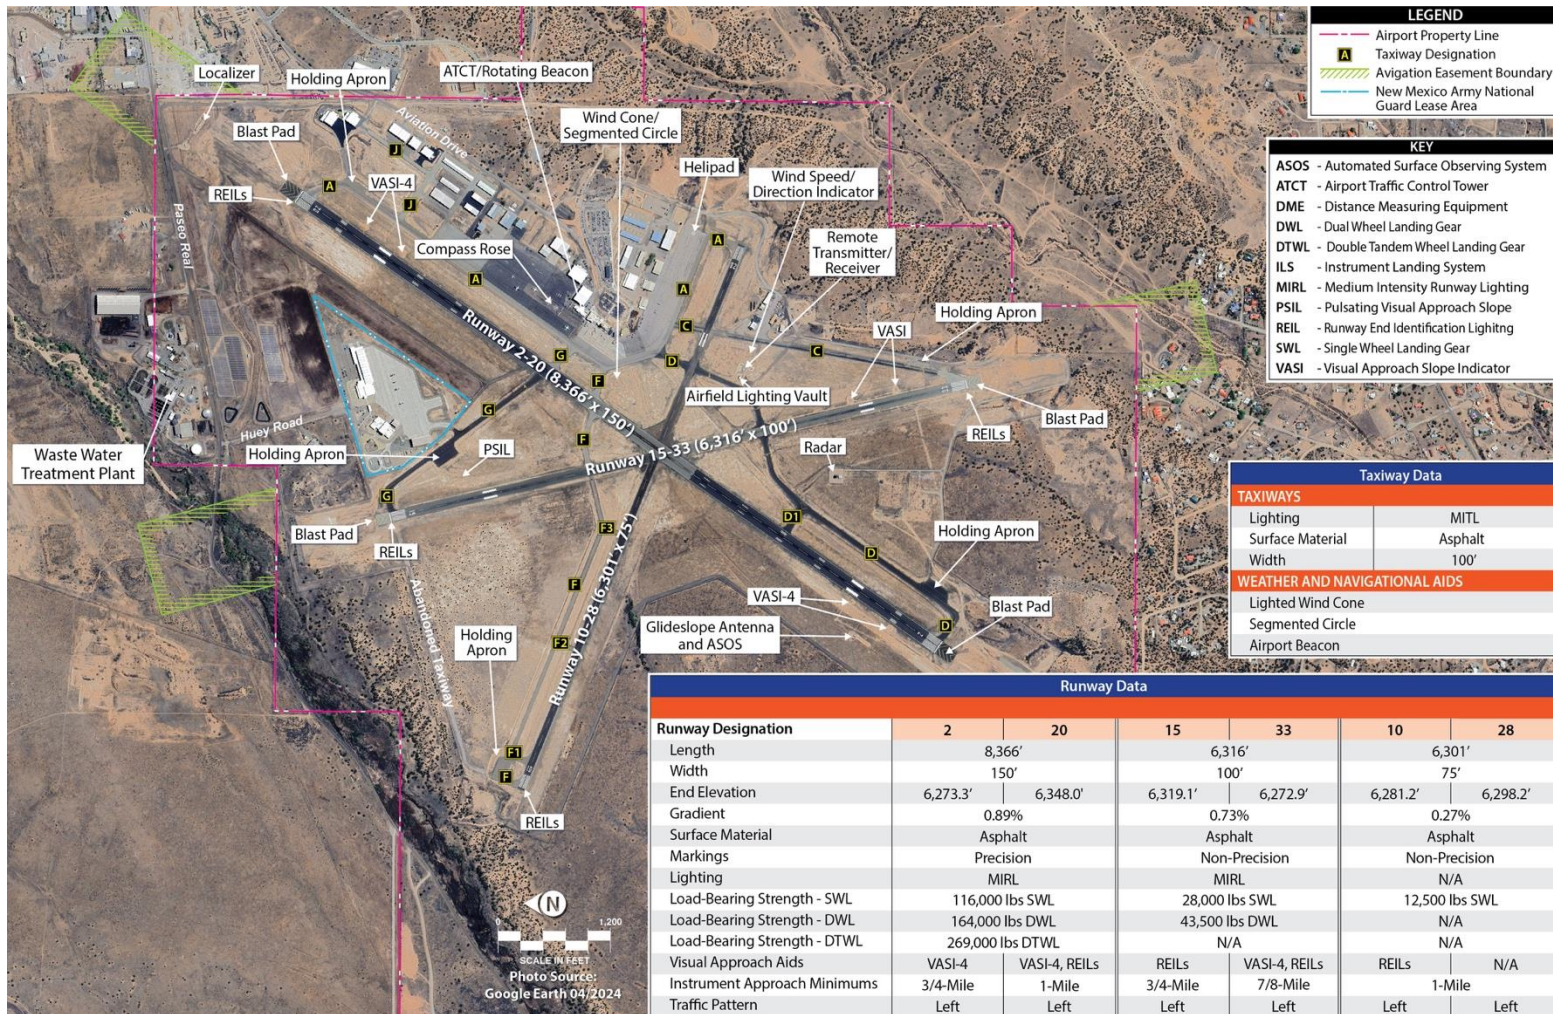 LEGEND
Airport Property Line
A Taxiway Designation
Avigation Easement Boundary
New Mexico Army National
Guard Lease Area
KEY
ASOS - Automated Surface Observing System
ATCT - Airport Traffic Control Tower
DME - Distance Measuring Equipment
DWL - Dual Wheel Landing Gear
DTWL - Double Tandem Wheel Landing Gear
ILS - Instrument Landing System
MIRL - Medium Intensity Runway Lighting
PSIL - Pulsating Visual Approach Slope
REIL - Runway End Identification Lighitng
SWL - Single Wheel Landing Gear
VASI - Visual Approach Slope Indicator
Localizer
Holding Apron
ATCT/Rotating Beacon
Wind Cone/
Segmented Circle
Blast Pad
Aviation Drive
J
Helipad
Wind Speed/
Direction Indicator
REILs
A
VASI-4
J
Paseo Real
Compass Rose
A
A
Remote
Transmitter/
Receiver
A
C
Holding Apron
VASI
C
Runway 2-20 (8,366' x 150')
G
D
F
Airfield Lighting Vault
Blast Pad
G
REILs
Huey Road
Holding Apron
PSIL
F
Runway 15-33 (6,316' x 100')
Radar
Waste Water
Treatment Plant
G
Blast Pad
REILs
F3
D1
D
Holding Apron
F
Abandoned Taxiway
VASI-4
Blast Pad
D
Glideslope Antenna
and ASOS
Holding
Apron
F2
Runway 10-28 (6,301' x 75')
F1
F
REILs
N
0 1,200
SCALE IN FEET
Photo Source:
Google Earth 04/2024
Taxiway Data
TAXIWAYS
Lighting MITL
Surface Material Asphalt
Width 100'
WEATHER AND NAVIGATIONAL AIDS
Lighted Wind Cone
Segmented Circle
Airport Beacon
Runway Data
Runway Designation 2 20 15 33 10 28
Length 8,366' 6,316' 6,301'
Width 150' 100' 75'
End Elevation 6,273.3' 6,348.0' 6,319.1' 6,272.9' 6,281.2' 6,298.2'
Gradient 0.89% 0.73% 0.27%
Surface Material Asphalt Asphalt Asphalt
Markings Precision Non-Precision Non-Precision
Lighting MIRL MIRL N/A
Load-Bearing Strength - SWL 116,000 lbs SWL 28,000 lbs SWL 12,500 lbs SWL
Load-Bearing Strength - DWL 164,000 lbs DWL 43,500 lbs DWL N/A
Load-Bearing Strength - DTWL 269,000 lbs DTWL N/A N/A
Visual Approach Aids VASI-4 VASI-4, REILs REILs VASI-4, REILs REILs N/A
Instrument Approach Minimums 3/4-Mile 1-Mile 3/4-Mile 7/8-Mile 1-Mile
Traffic Pattern Left Left Left Left Left Left